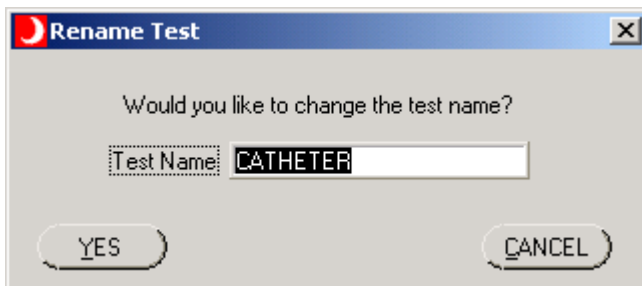 Rename Test
Would you like to change the test name?
Test Name CATHETER
YES CANCEL